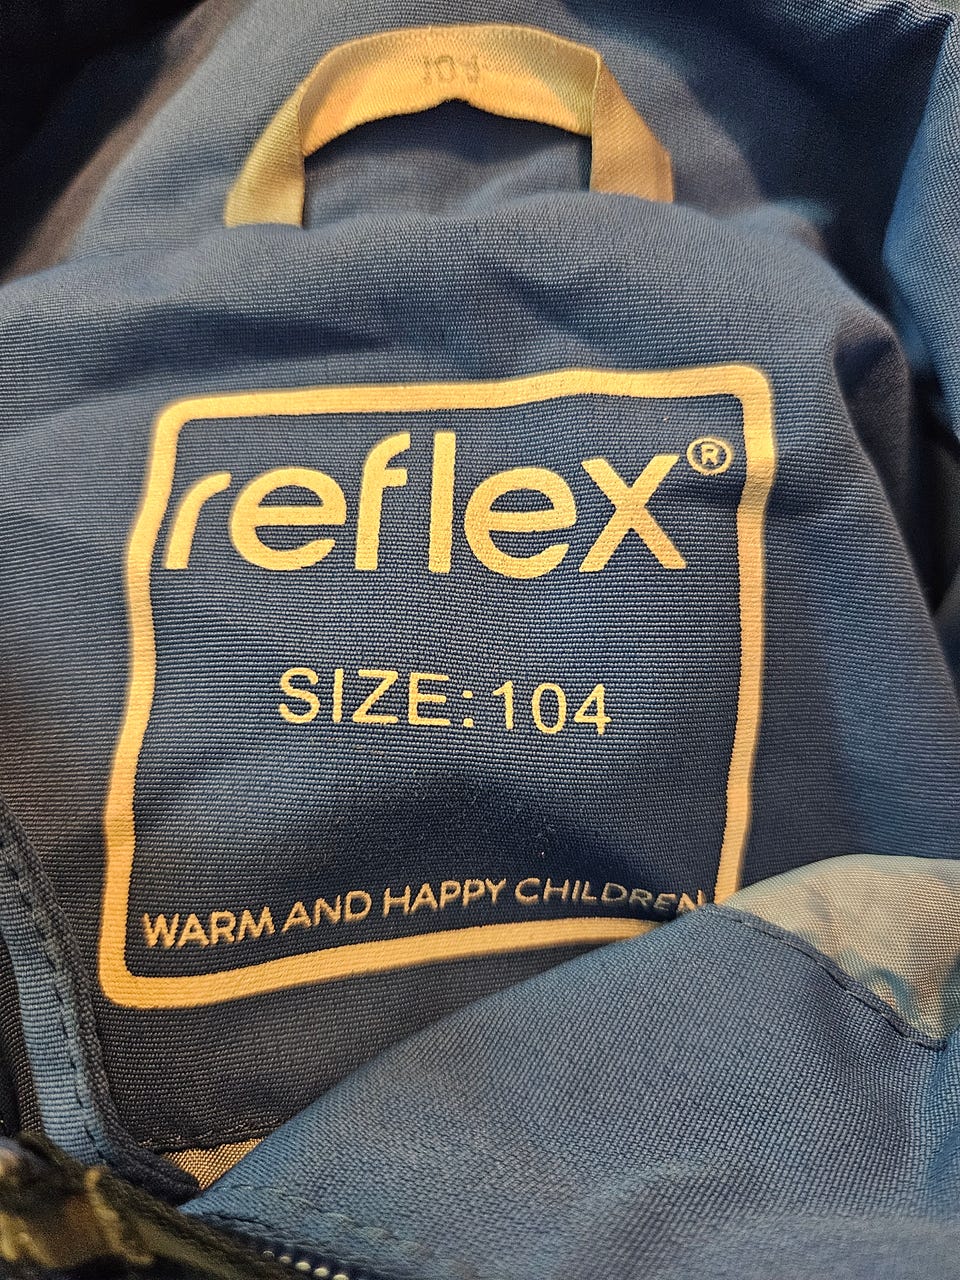 104
reflex®
SIZE:104
WARM AND HAPPY CHILDREN